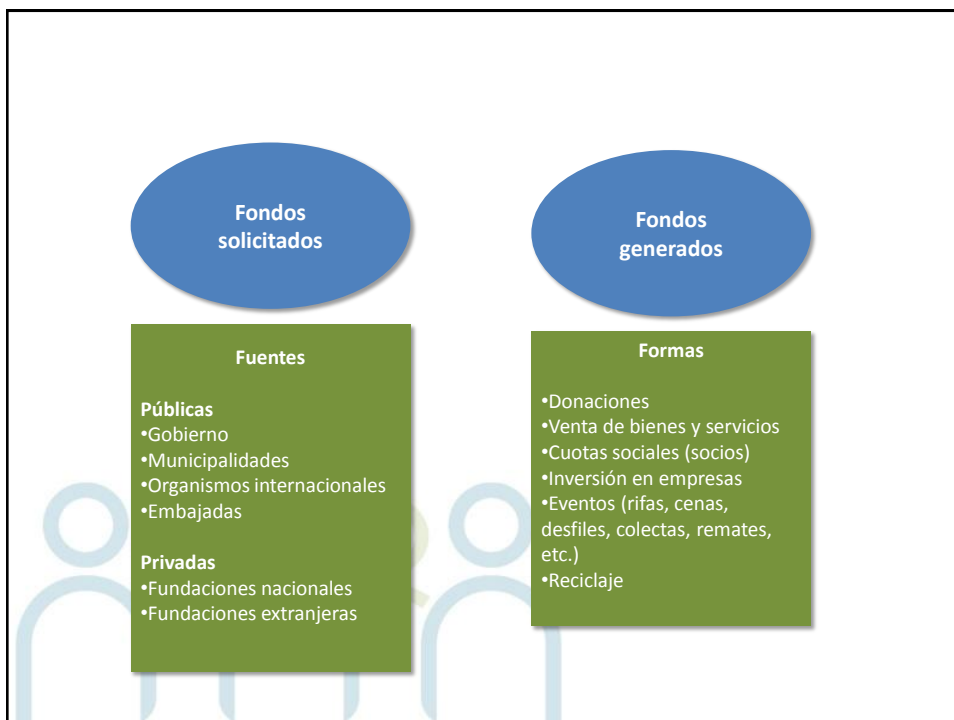 Fondos
solicitados
Fuentes
Públicas
•Gobierno
•Municipalidades
•Organismos internacionales
•Embajadas
Privadas
•Fundaciones nacionales
•Fundaciones extranjeras
Fondos
generados
Formas
•Donaciones
•Venta de bienes y servicios
•Cuotas sociales (socios)
•Inversión en empresas
•Eventos (rifas, cenas,
desfiles, colectas, remates,
etc.)
•Reciclaje